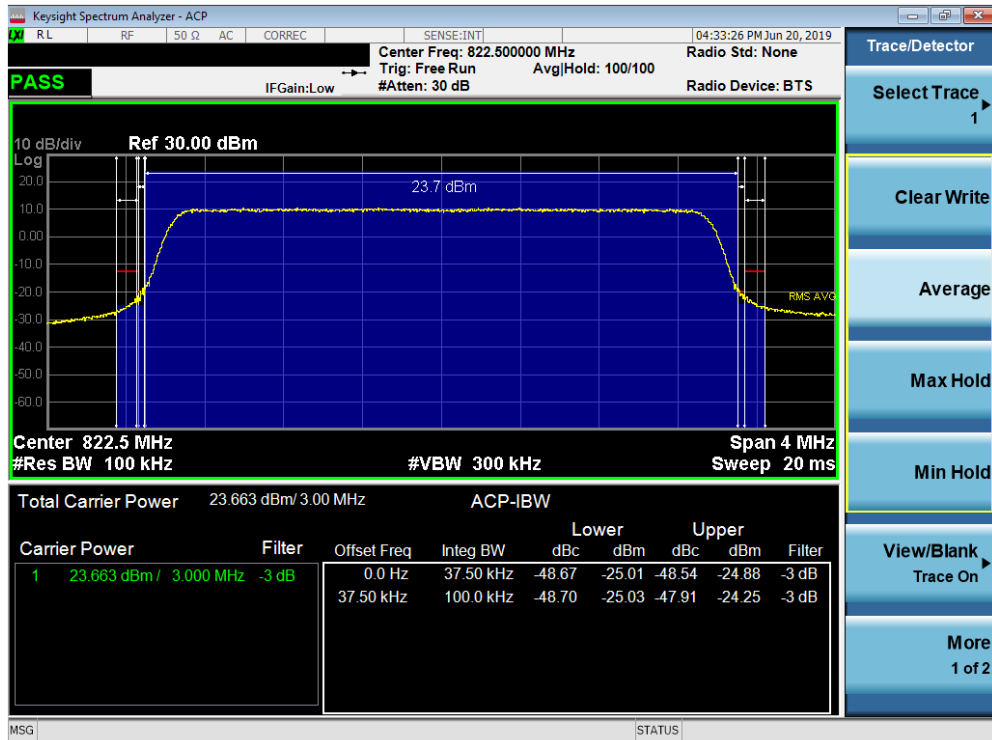 Keysight Spectrum Analyzer - ACP
LXI RL RF 50 Ω AC CORREC SENSE:INT 04:33:26 PM Jun 20, 2019
Center Freq: 822.500000 MHz Radio Std: None
Trig: Free Run Avg|Hold: 100/100
PASS IFGain:Low #Atten: 30 dB Radio Device: BTS
10 dB/div Ref 30.00 dBm
Log
20.0
23.7 dBm
10.0
0.00
-10.0
-20.0
RMS AVG
-30.0
-40.0
-50.0
-60.0
Center 822.5 MHz Span 4 MHz
#Res BW 100 kHz #VBW 300 kHz Sweep 20 ms
Total Carrier Power 23.663 dBm/ 3.00 MHz ACP-IBW
Lower Upper
Carrier Power Filter Offset Freq Integ BW dBc dBm dBc dBm Filter
1 23.663 dBm / 3.000 MHz -3 dB 0.0 Hz 37.50 kHz -48.67 -25.01 -48.54 -24.88 -3 dB
37.50 kHz 100.0 kHz -48.70 -25.03 -47.91 -24.25 -3 dB
MSG STATUS
Trace/Detector
Select Trace
1
Clear Write
Average
Max Hold
Min Hold
View/Blank
Trace On
More
1 of 2